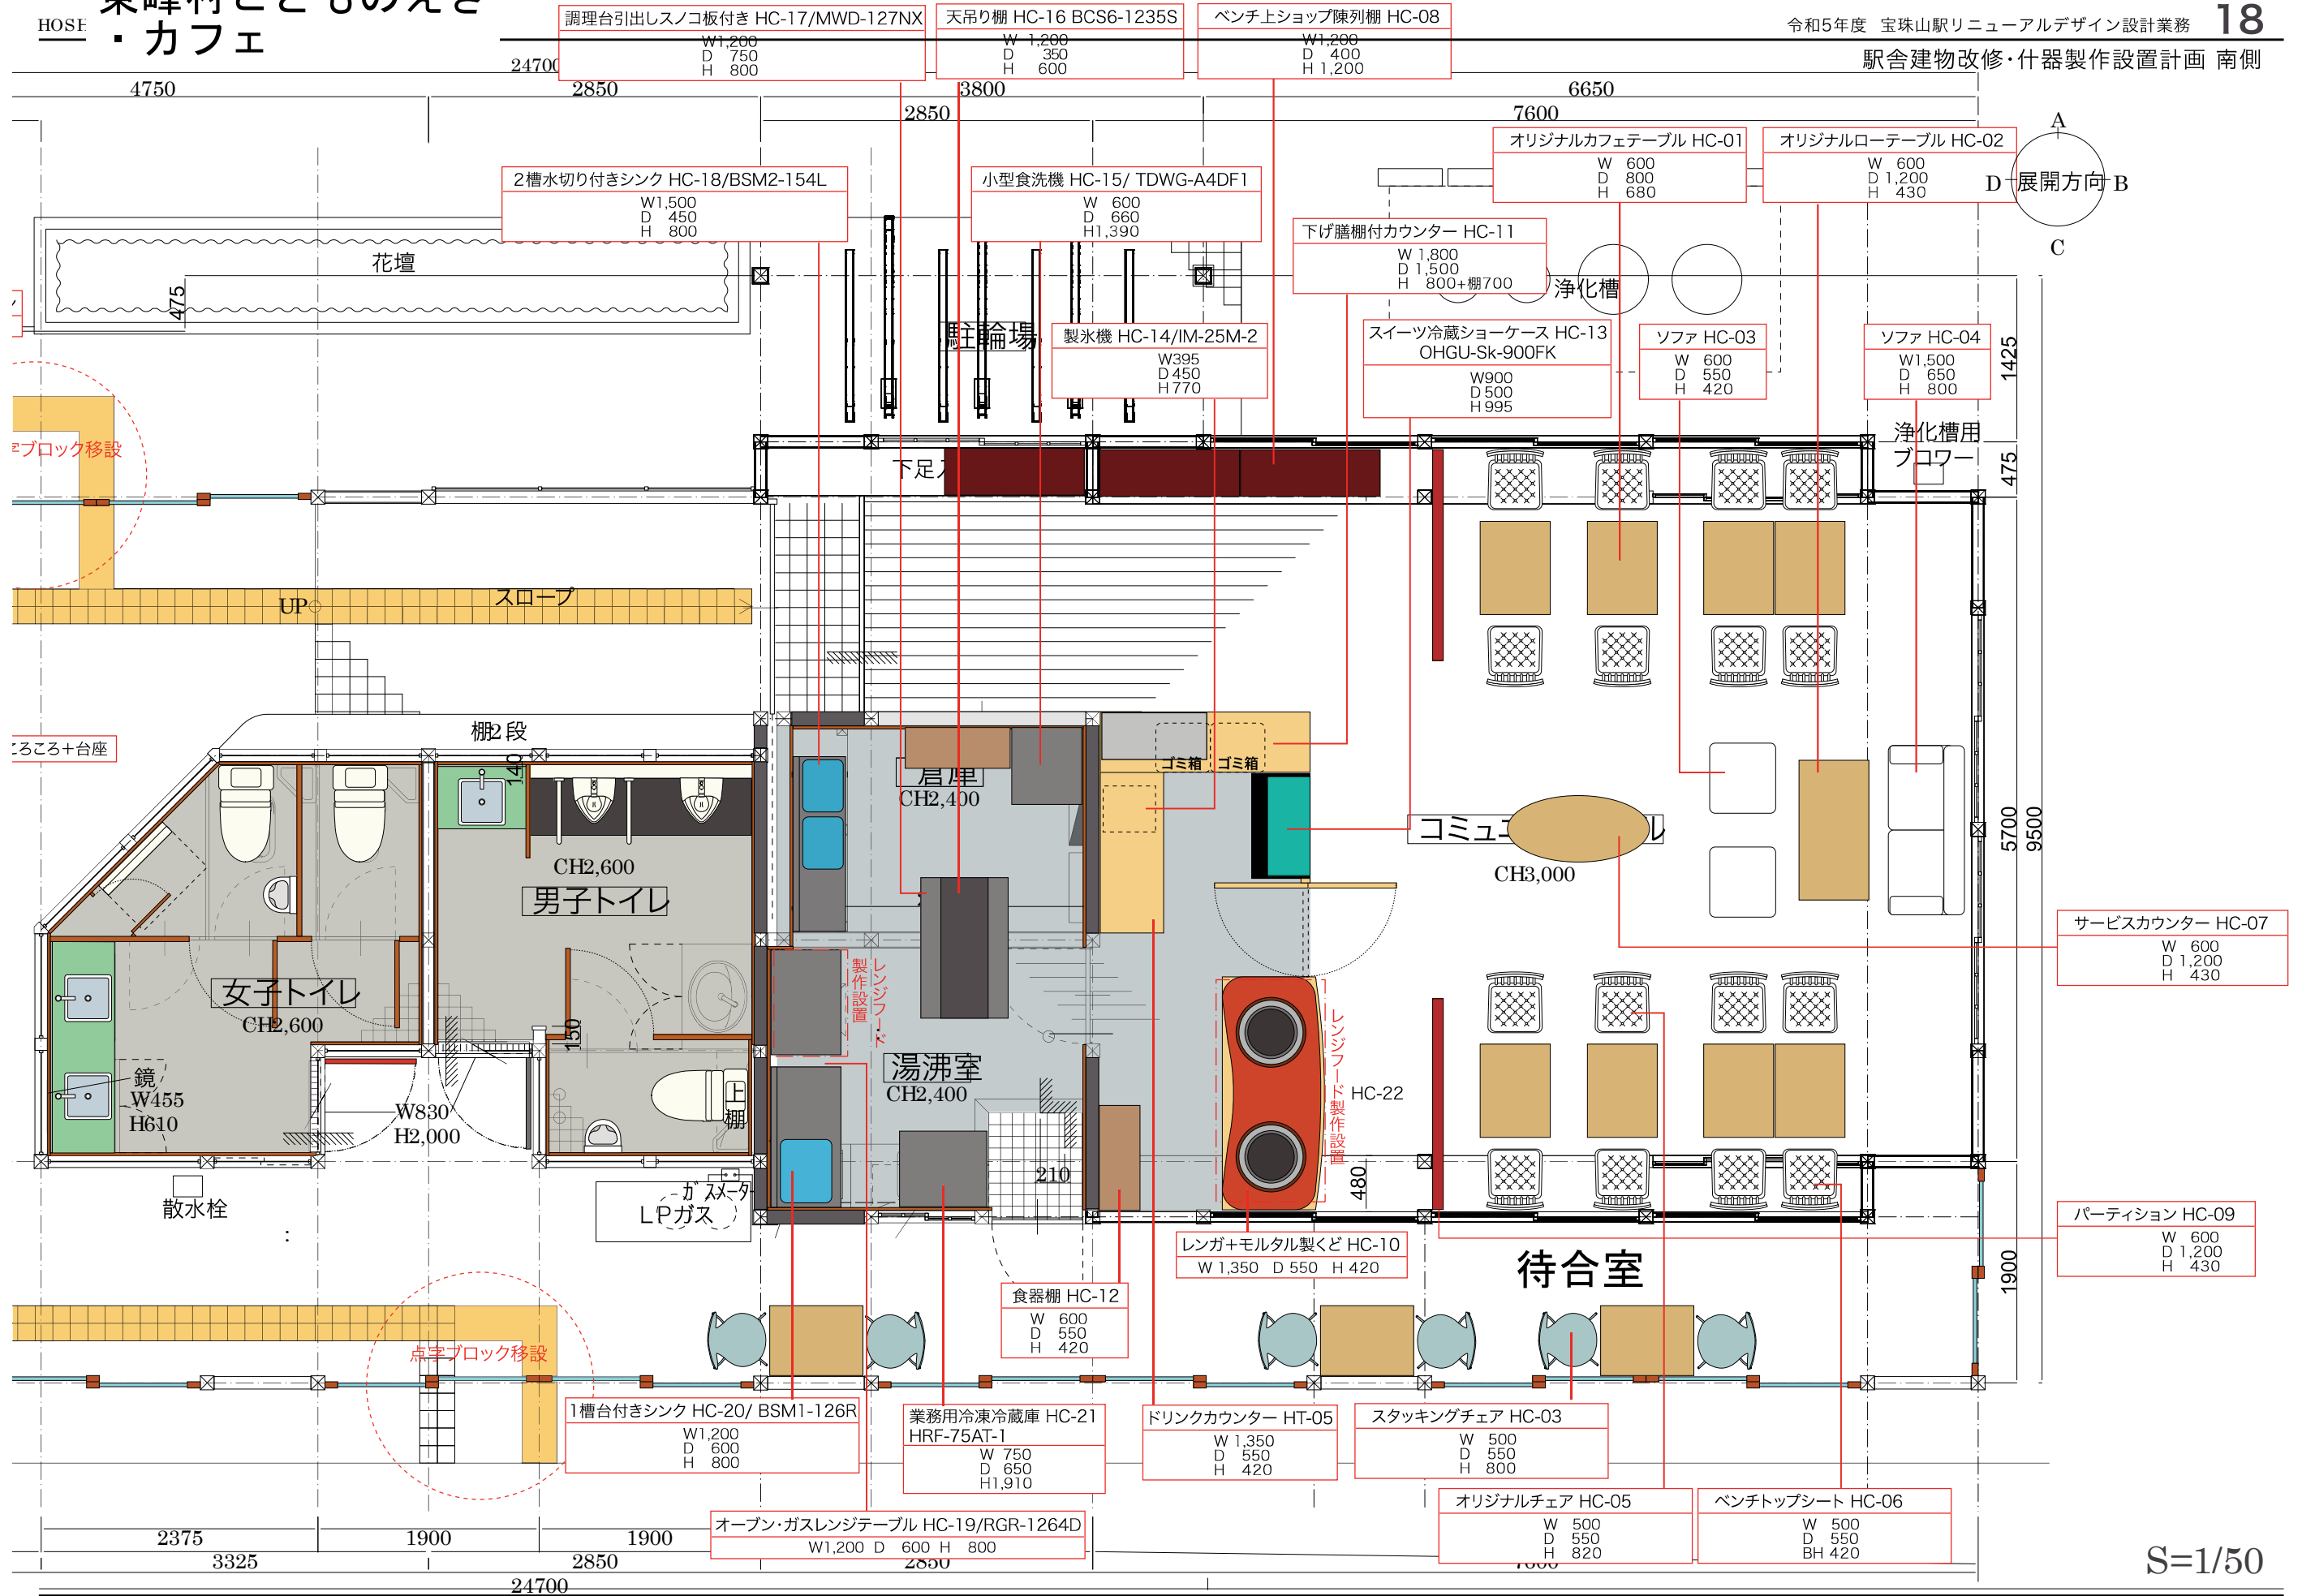 ・カフェ
令和5年度 宝珠山駅リニューアルデザイン設計業務 18
駅舎建物改修・什器製作設置計画 南側
調理台引出しスノコ板付き HC-17/MWD-127NX
W1,200
D 750
H 800
天吊り棚 HC-16 BCS6-1235S
W 1,200
D 350
H 600
ベンチ上ショップ陳列棚 HC-08
W1,200
D 400
H 1,200
24700
4750
2850
3800
6650
2850
7600
2槽水切り付きシンク HC-18/BSM2-154L
W1,500
D 450
H 800
小型食洗機 HC-15/ TDWG-A4DF1
W 600
D 660
H1,390
オリジナルカフェテーブル HC-01
W 600
D 800
H 680
オリジナルローテーブル HC-02
W 600
D 1,200
H 430
A
D 展開方向 B
C
下げ膳棚付カウンター HC-11
W 1,800
D 1,500
H 800+棚700
花壇
475
浄化槽
駐輪場
製氷機 HC-14/IM-25M-2
W395
D 450
H 770
スイーツ冷蔵ショーケース HC-13
OHGU-Sk-900FK
W900
D 500
H 995
ソファ HC-03
W 600
D 550
H 420
ソファ HC-04
W1,500
D 650
H 800
1425
浄化槽用
ブロワー
475
字ブロック移設
下足
UP
スロープ
棚2段
ころころ+台座
140
倉庫
CH2,400
ゴミ箱
ゴミ箱
コミュ
ル
CH3,000
5700
9500
CH2,600
男子トイレ
女子トイレ
CH2,600
レンジフード
製作設置
150
湯沸室
CH2,400
レンジフード製作設置
HC-22
鏡
W455
H610
W830
H2,000
上
棚
210
480
サービスカウンター HC-07
W 600
D 1,200
H 430
散水栓
ガスメーター
LPガス
:
レンガ+モルタル製くど HC-10
W 1,350 D 550 H 420
待合室
パーティション HC-09
W 600
D 1,200
H 430
1900
食器棚 HC-12
W 600
D 550
H 420
点字ブロック移設
1槽台付きシンク HC-20/ BSM1-126R
W1,200
D 600
H 800
業務用冷凍冷蔵庫 HC-21
HRF-75AT-1
W 750
D 650
H1,910
ドリンクカウンター HT-05
W 1,350
D 550
H 420
スタッキングチェア HC-03
W 500
D 550
H 800
オリジナルチェア HC-05
W 500
D 550
H 820
ベンチトップシート HC-06
W 500
D 550
BH 420
オーブン・ガスレンジテーブル HC-19/RGR-1264D
W1,200 D 600 H 800
2375
1900
1900
3325
2850
2850
7600
24700
S=1/50